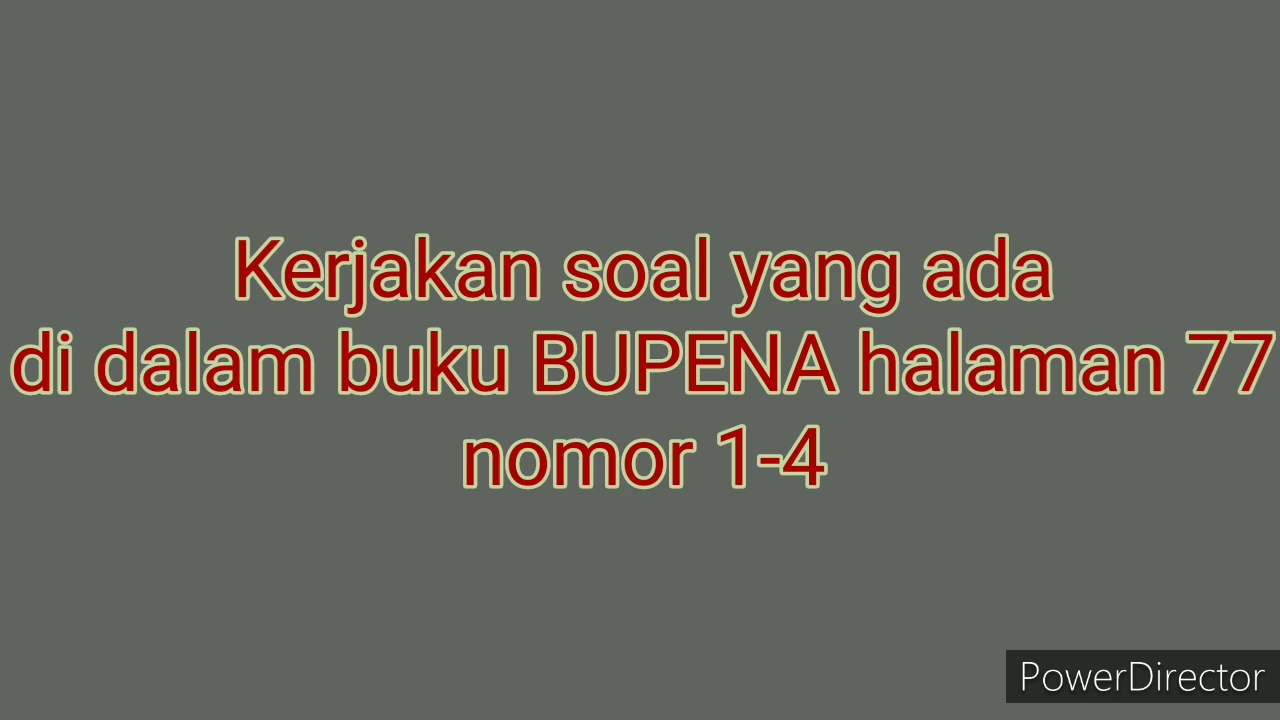 Kerjakan soal yang ada
di dalam buku BUPENA halaman 77
nomor 1-4
PowerDirector